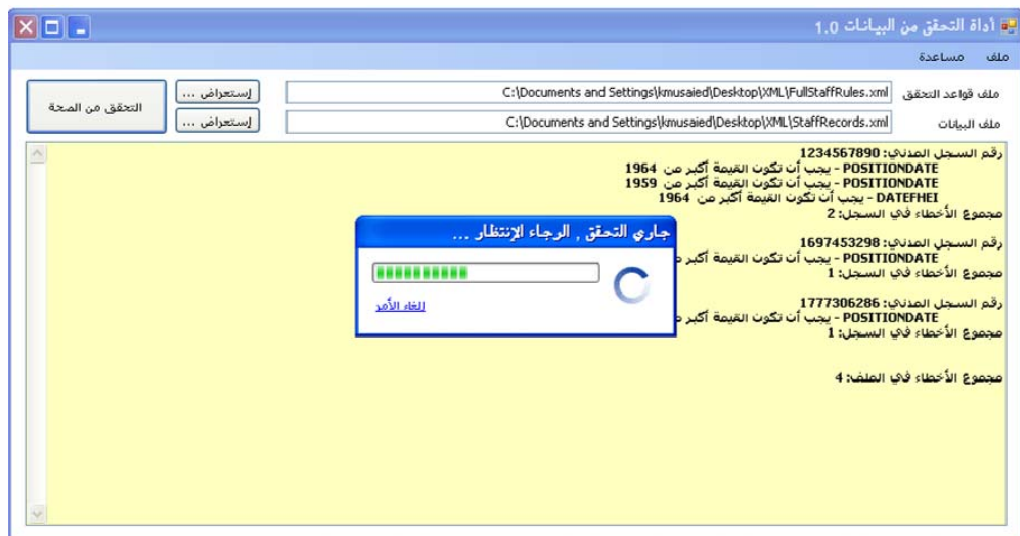 أداة التحقق من البيانات 1.0
ملف مساعدة
ملف قواعد التحقق C:\Documents and Settings\kmusaied\Desktop\XML\FullStaffRules.xml إستعراض ...
التحقق من الصحة
ملف البيانات C:\Documents and Settings\kmusaied\Desktop\XML\StaffRecords.xml إستعراض ...
رقم السجل المدني: 1234567890
POSITIONDATE - يجب أن تكون القيمة أكبر من 1964
POSITIONDATE - يجب أن تكون القيمة أكبر من 1959
DATEFHEI - يجب أن تكون القيمة أكبر من 1964
مجموع الأخطاء في السجل: 2
رقم السجل المدني: 1697453298
POSITIONDATE - يجب أن تكون القيمة أكبر
مجموع الأخطاء في السجل: 1
رقم السجل المدني: 1777306286
POSITIONDATE - يجب أن تكون القيمة أكبر
مجموع الأخطاء في السجل: 1
مجموع الأخطاء في الملف: 4
جاري التحقق , الرجاء الإنتظار ...
إلغاء الأمر